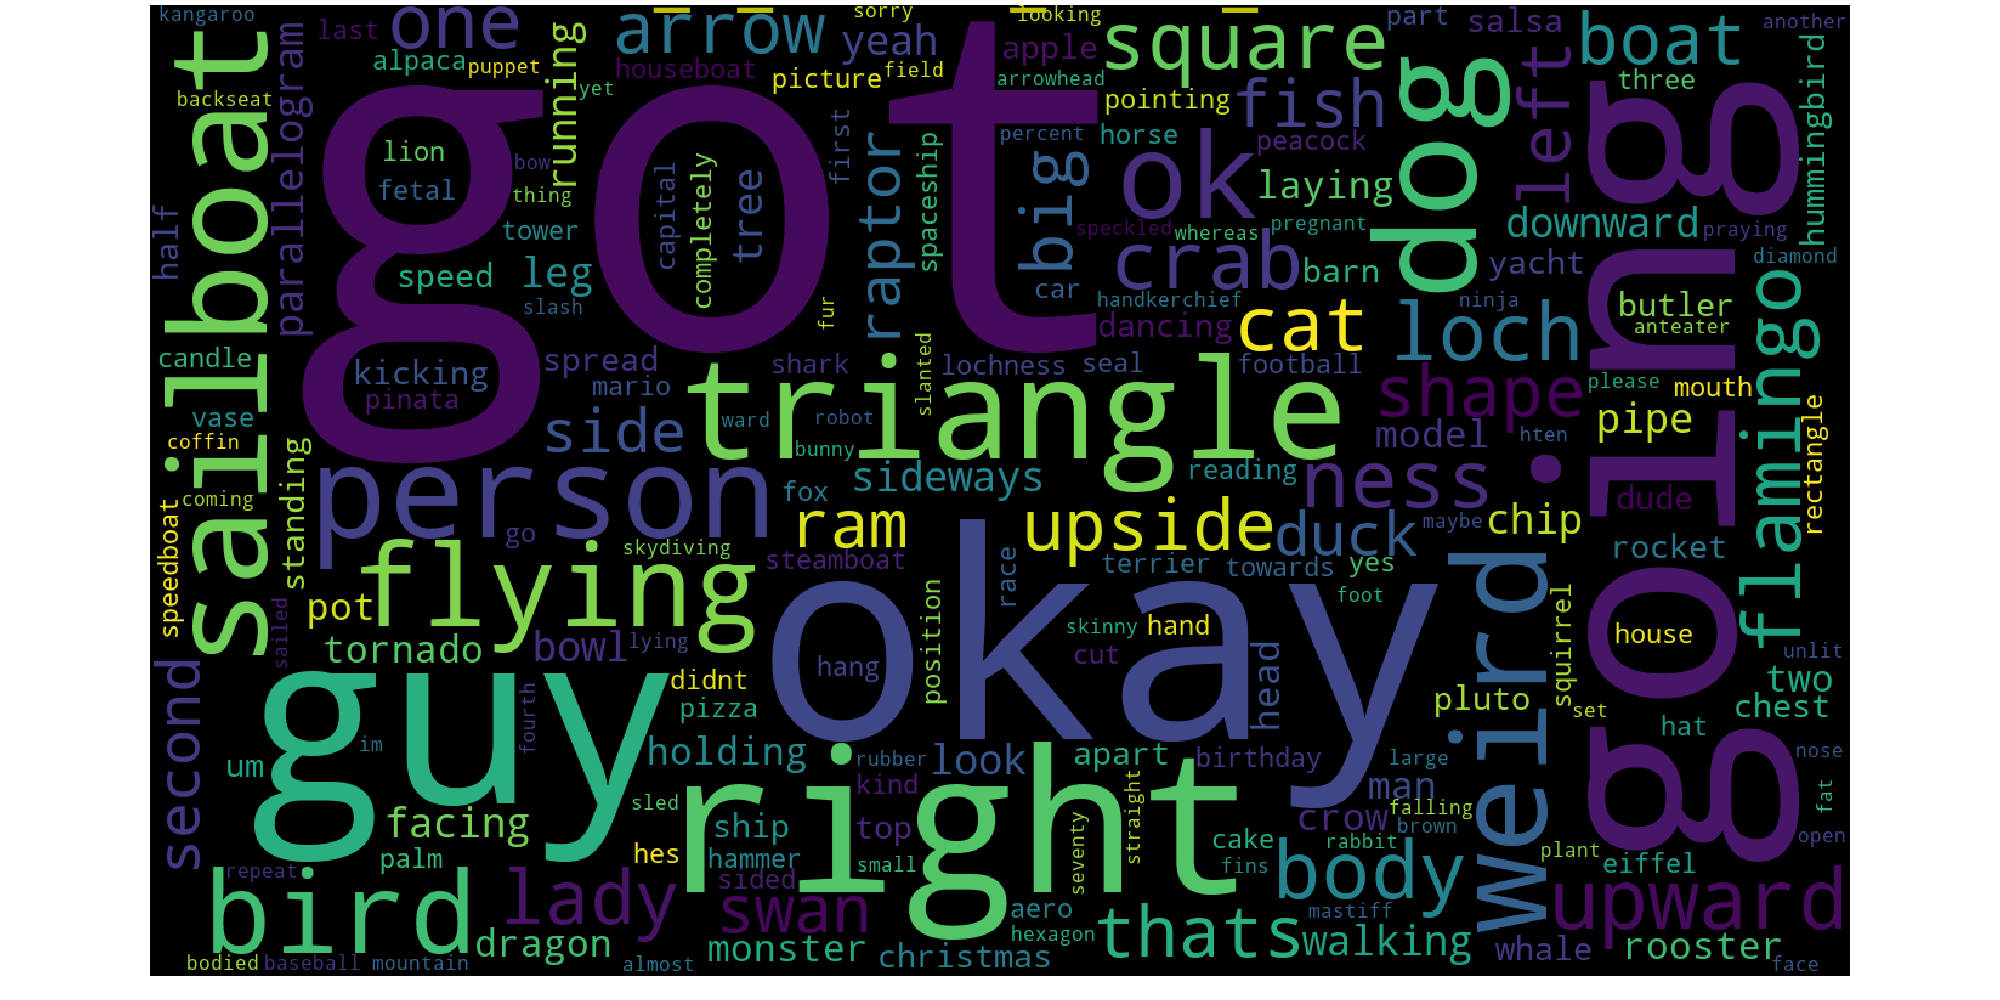 kangaroo
one
arrow
sorry
looking
part
salsa
another
last
yeah
apple
square
boat
alpaca
puppet
houseboat
picture
field
arrowhead
three
backseat
sailboat
parallelogram
running
yet
got
pointing
fish
dog
left
going
hummingbird
lion
bow
first
raptor
spaceship
percent
horse
peacock
fetal
thing
capital
completely
tree
big
ok
laying
half
tower
speckled
whereas
pregnant
downward
praying
speed
leg
crab
barn
yacht
diamond
slash
fur
car
handkerchief
ninja
butler
anteater
dancing
cat
loch
flamingo
candle
kicking
spread
shark
slanted
lochness
seal
football
pinata
mario
triangle
shape
please
mouth
vase
side
ward
robot
model
hten
pipe
rectangle
coffin
standing
bunny
sideways
reading
ness
coming
person
fox
dude
speedboat
go
ram
upside
duck
maybe
chip
flying
skydiving
steamboat
race
terrier
towards
yes
rocket
pot
okay
foot
weird
squirrel
sailed
tornado
bowl
lying
position
skinny
hand
house
second
hang
cut
head
unlit
guy
didnt
pluto
two
fourth
pizza
set
chest
im
hat
um
holding
right
rubber
look
apart
birthday
large
nose
sled
kind
man
fat
facing
ship
top
straight
crow
falling
brown
open
palm
hes
hammer
small
seventy
cake
rabbit
plant
eiffel
repeat
fins
body
bird
lady
sided
swan
aero
mastiff
upward
dragon
monster
hexagon
thats
walking
whale
rooster
bodied
baseball
mountain
almost
christmas
face